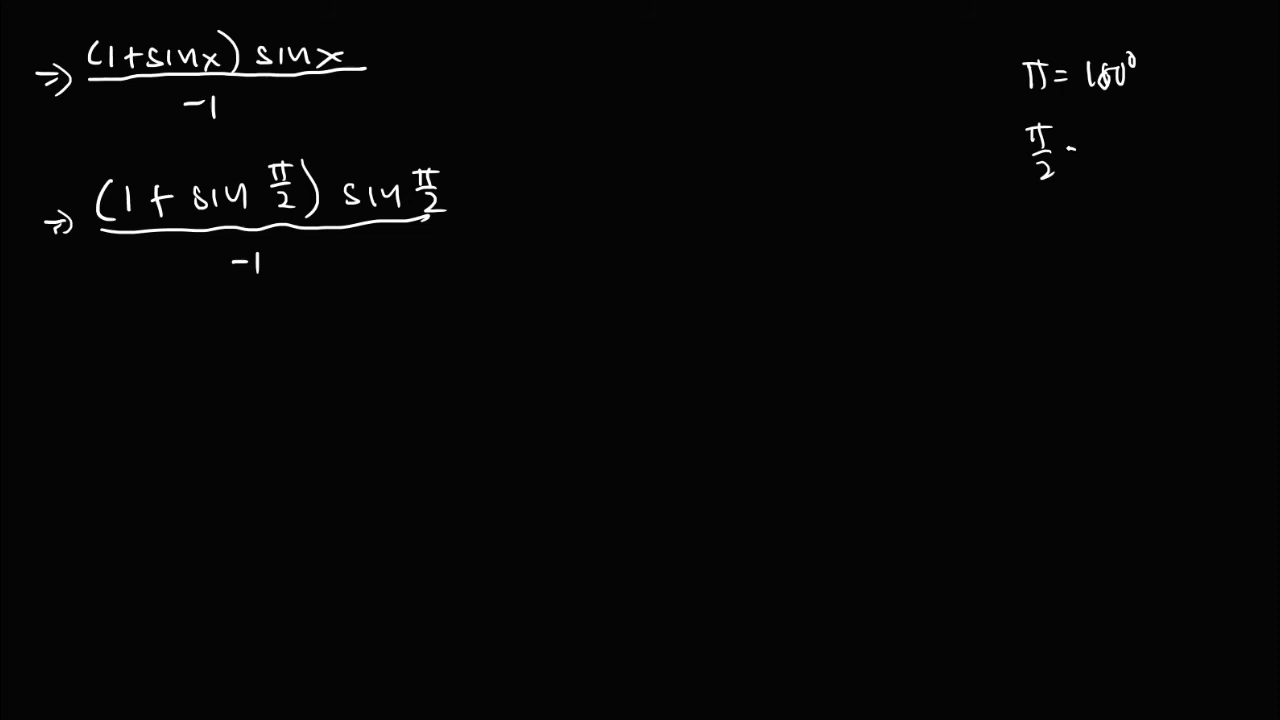 ⇒ (1+sinx) sinx / -1
π = 180°
π/2 -
⇒ (1 + sin π/2) sin π/2 / -1